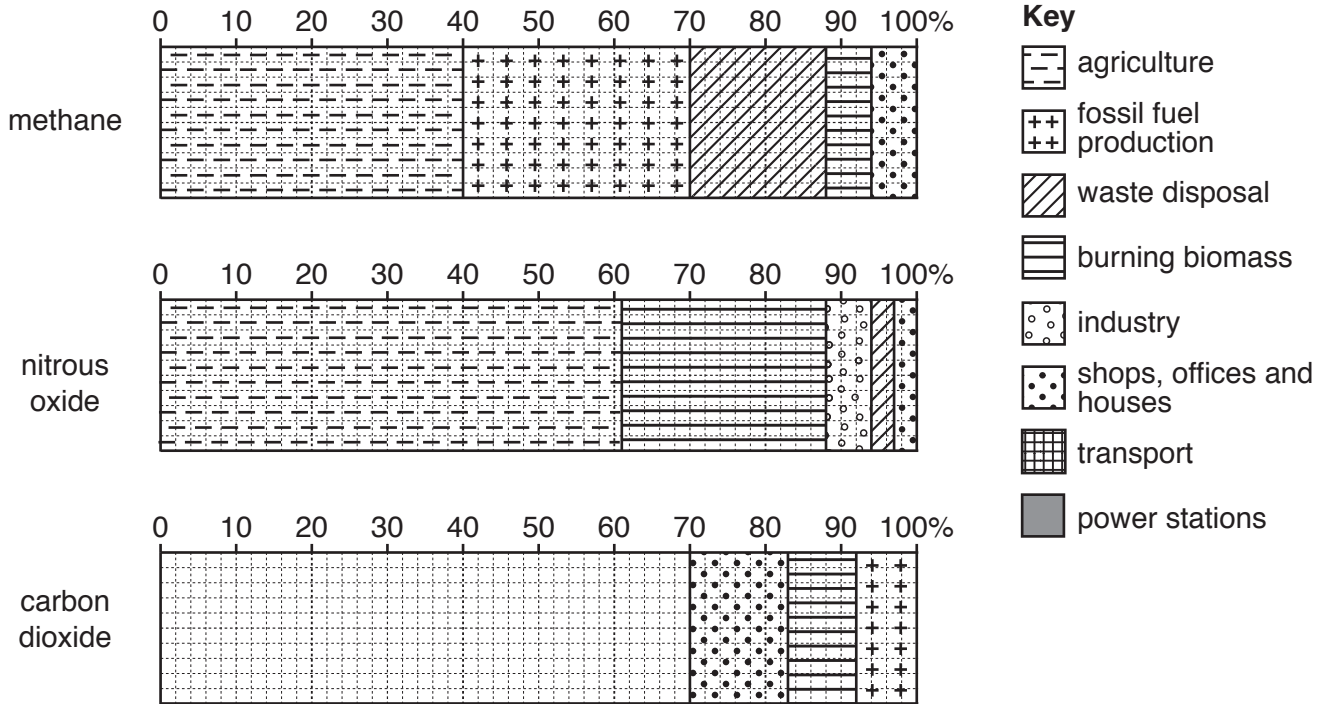 0 10 20 30 40 50 60 70 80 90 100%
methane
0 10 20 30 40 50 60 70 80 90 100%
nitrous
oxide
0 10 20 30 40 50 60 70 80 90 100%
carbon
dioxide
Key
agriculture
fossil fuel
production
waste disposal
burning biomass
industry
shops, offices and
houses
transport
power stations